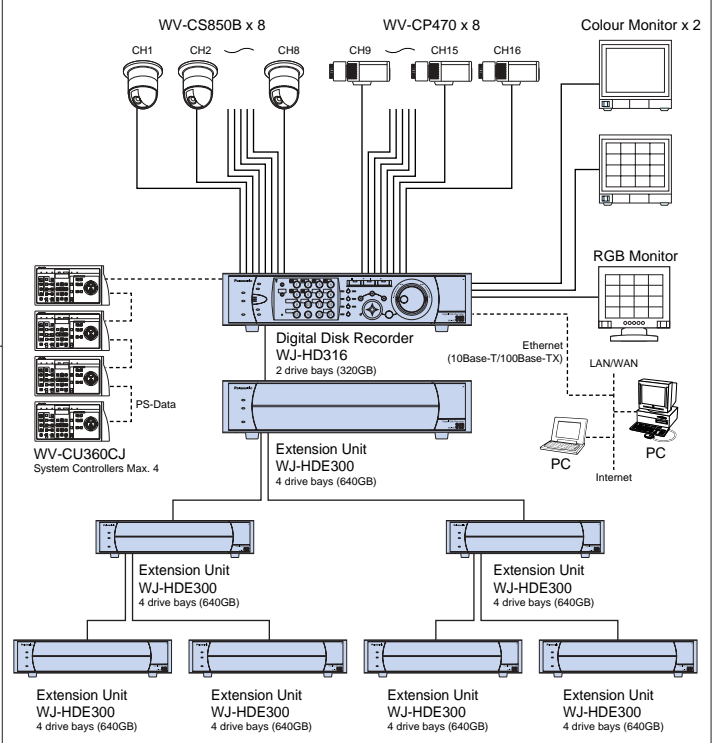 WV-CS850B x 8
WV-CP470 x 8
Colour Monitor x 2
CH1
CH2
CH8
CH9
CH15
CH16
RGB Monitor
Panasonic
Digital Disk Recorder
WJ-HD316
2 drive bays (320GB)
Ethernet
(10Base-T/100Base-TX)
LAN/WAN
PS-Data
WV-CU360CJ
System Controllers Max. 4
Panasonic
Extension Unit
WJ-HDE300
4 drive bays (640GB)
PC
PC
Internet
Extension Unit
WJ-HDE300
4 drive bays (640GB)
Extension Unit
WJ-HDE300
4 drive bays (640GB)
Extension Unit
WJ-HDE300
4 drive bays (640GB)
Extension Unit
WJ-HDE300
4 drive bays (640GB)
Extension Unit
WJ-HDE300
4 drive bays (640GB)
Extension Unit
WJ-HDE300
4 drive bays (640GB)